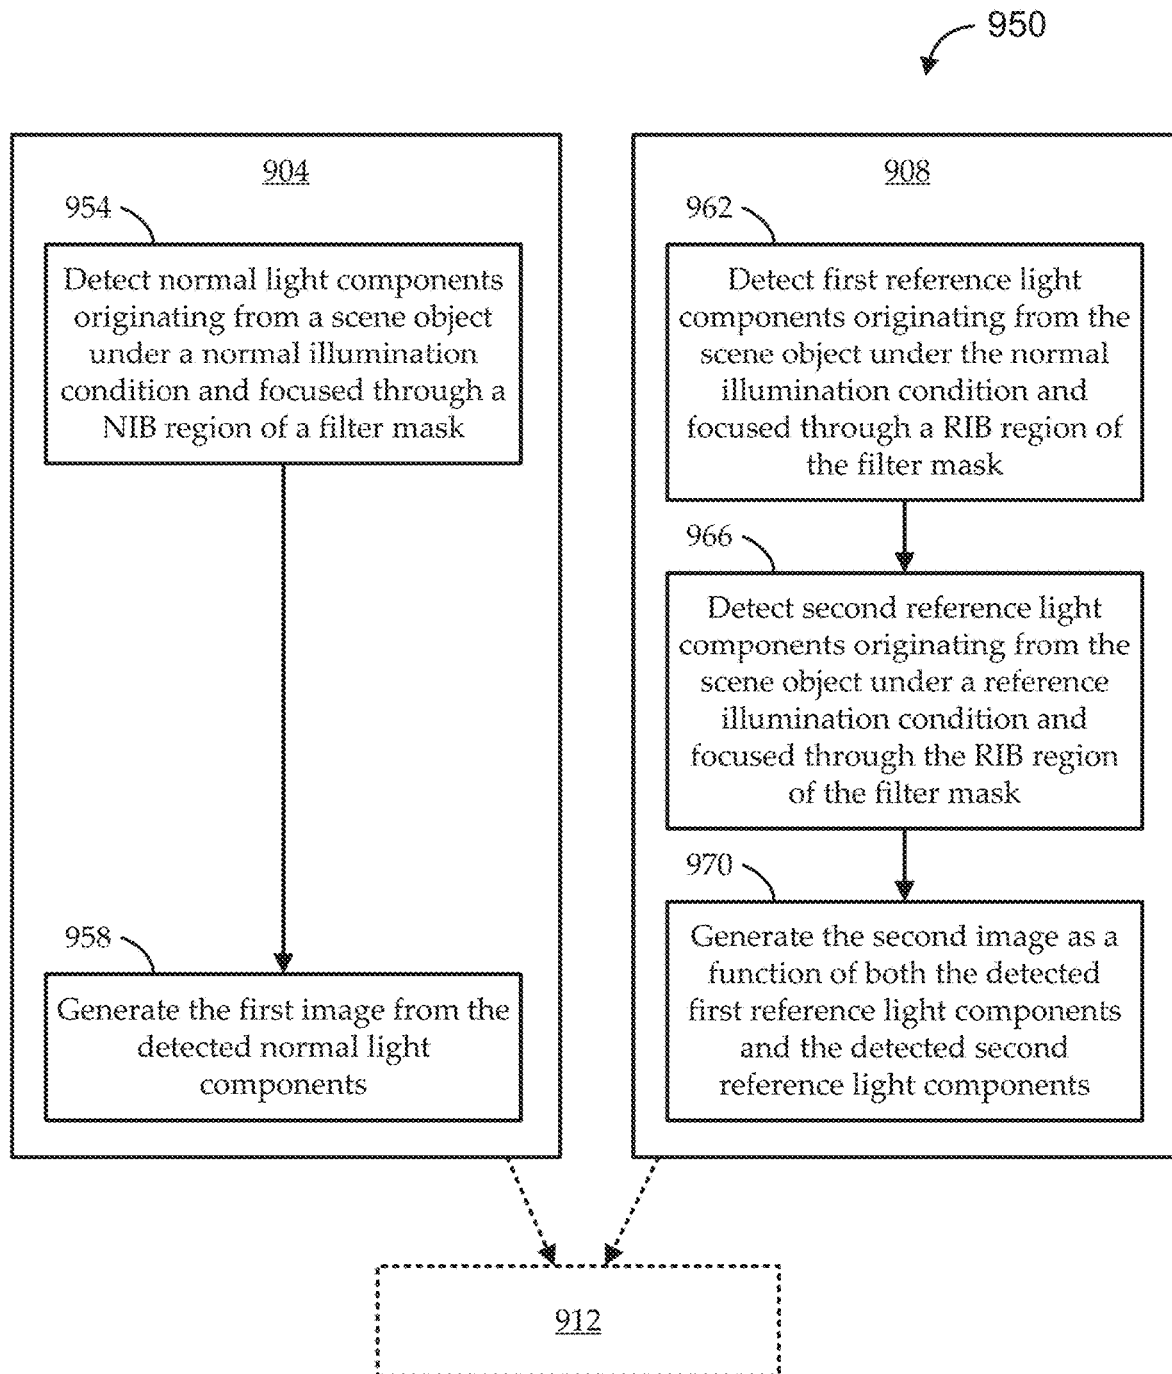 950
904
954
Detect normal light components
originating from a scene object
under a normal illumination
condition and focused through a
NIB region of a filter mask
958
Generate the first image from the
detected normal light
components
908
962
Detect first reference light
components originating from the
scene object under the normal
illumination condition and
focused through a RIB region of
the filter mask
966
Detect second reference light
components originating from the
scene object under a reference
illumination condition and
focused through the RIB region
of the filter mask
970
Generate the second image as a
function of both the detected
first reference light components
and the detected second
reference light components
912